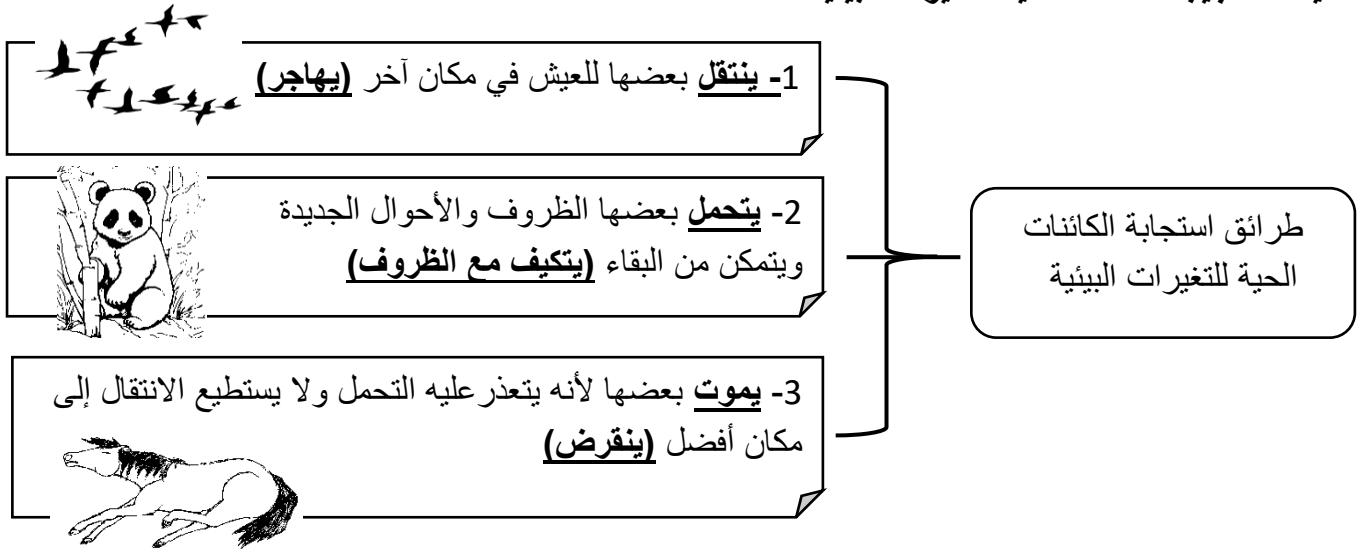 طرائق استجابة الكائنات
الحية للتغيرات البيئية
1- ينتقل بعضها للعيش في مكان آخر (يهاجر)
2- يتحمل بعضها الظروف والأحوال الجديدة
ويتمكن من البقاء (يتكيف مع الظروف)
3- يموت بعضها لأنه يتعذر عليه التحمل ولا يستطيع الانتقال إلى
مكان أفضل (ينقرض)